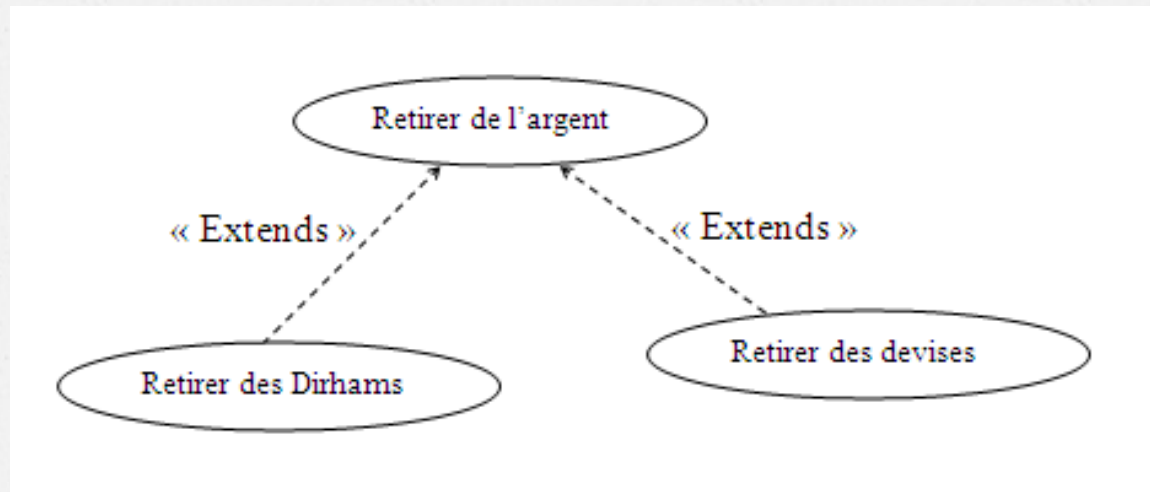 Retirer de l’argent
« Extends »
« Extends »
Retirer des Dirhams
Retirer des devises